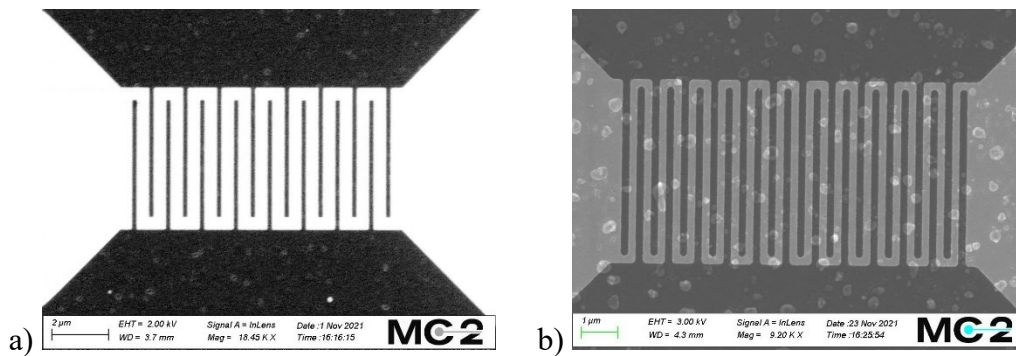 a)
2 µm
EHT = 2.00 kV
WD = 3.7 mm
Signal A = InLens
Mag = 18.45 K X
Date :1 Nov 2021
Time :16:16:15
MC2
b)
1 µm
EHT = 3.00 kV
WD = 4.3 mm
Signal A = InLens
Mag = 9.20 K X
Date :23 Nov 2021
Time :16:25:54
MC2